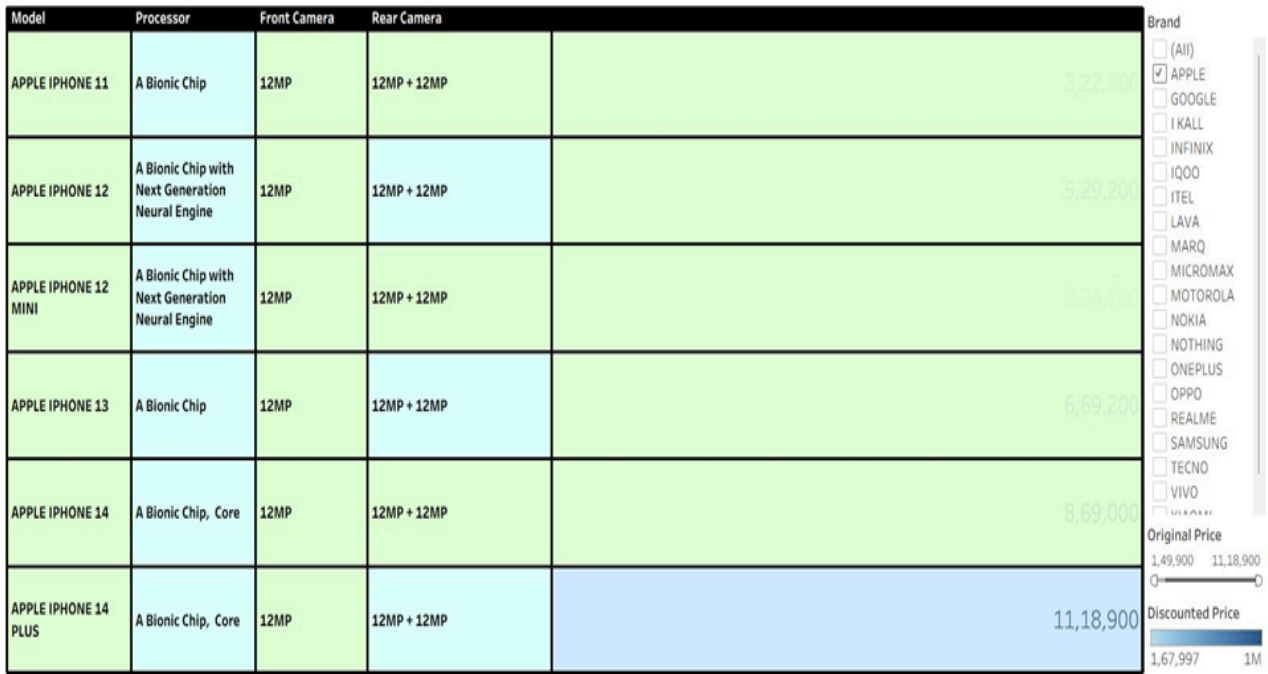 Model Processor Front Camera Rear Camera
APPLE IPHONE 11 A Bionic Chip 12MP 12MP + 12MP 3,22,300
APPLE IPHONE 12 A Bionic Chip with
Next Generation
Neural Engine 12MP 12MP + 12MP 5,29,200
APPLE IPHONE 12
MINI A Bionic Chip with
Next Generation
Neural Engine 12MP 12MP + 12MP
APPLE IPHONE 13 A Bionic Chip 12MP 12MP + 12MP 6,69,200
APPLE IPHONE 14 A Bionic Chip, Core 12MP 12MP + 12MP 8,69,000
APPLE IPHONE 14
PLUS A Bionic Chip, Core 12MP 12MP + 12MP 11,18,900
Brand
(All)
APPLE
GOOGLE
I KALL
INFINIX
IQOO
ITEL
LAVA
MARQ
MICROMAX
MOTOROLA
NOKIA
NOTHING
ONEPLUS
OPPO
REALME
SAMSUNG
TECNO
VIVO
XIAOMI
Original Price
1,49,900 11,18,900
Discounted Price
1,67,997 1M